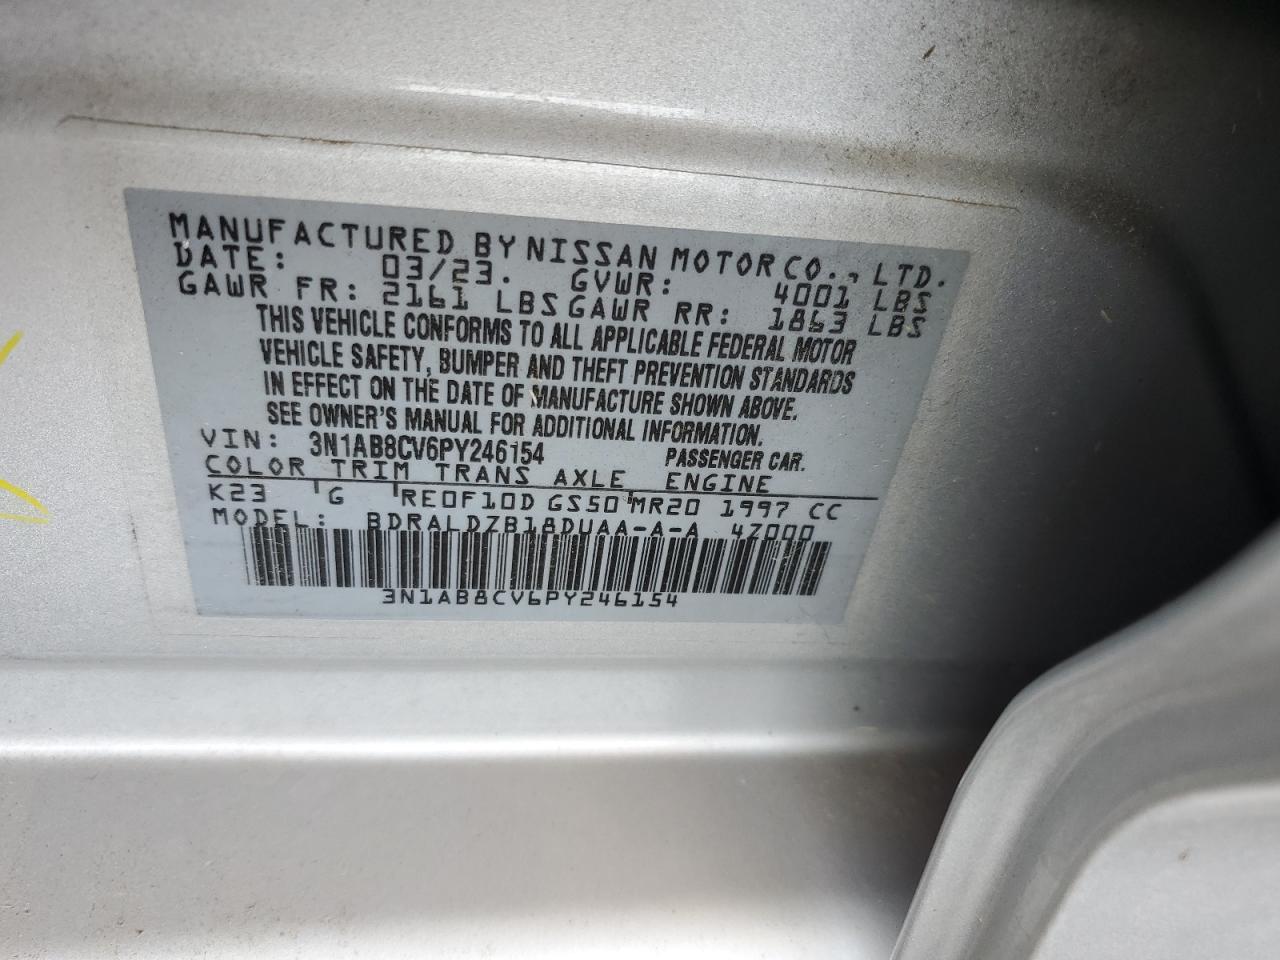 MANUFACTURED BY NISSAN MOTOR CO., LTD.
DATE: 03/23. GVWR: 4001 LBS
GAWR FR: 2161 LBS GAWR RR: 1863 LBS
THIS VEHICLE CONFORMS TO ALL APPLICABLE FEDERAL MOTOR
VEHICLE SAFETY, BUMPER AND THEFT PREVENTION STANDARDS
IN EFFECT ON THE DATE OF MANUFACTURE SHOWN ABOVE.
SEE OWNER'S MANUAL FOR ADDITIONAL INFORMATION.
VIN: 3N1AB8CV6PY246154 PASSENGER CAR.
COLOR TRIM TRANS AXLE ENGINE
K23 G RE0F10D GS50 MR20 1997 CC
MODEL: BDRALDZB18DUAA-A-A 4Z000
3N1AB8CV6PY246154